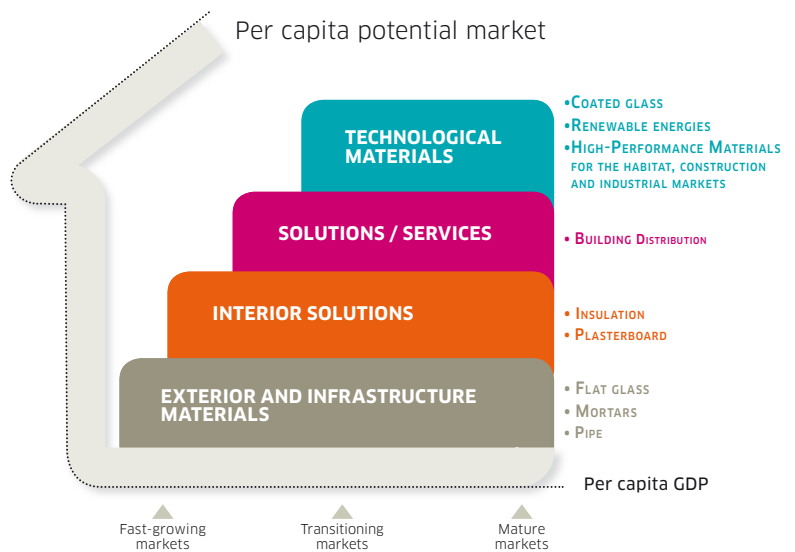 Per capita potential market
TECHNOLOGICAL
MATERIALS
•Coated glass
•Renewable energies
•High-Performance Materials
for the habitat, construction
and industrial markets
SOLUTIONS / SERVICES
• Building Distribution
INTERIOR SOLUTIONS
• Insulation
• Plasterboard
EXTERIOR AND INFRASTRUCTURE
MATERIALS
• Flat glass
• Mortars
• Pipe
Per capita GDP
Fast-growing
markets
Transitioning
markets
Mature
markets